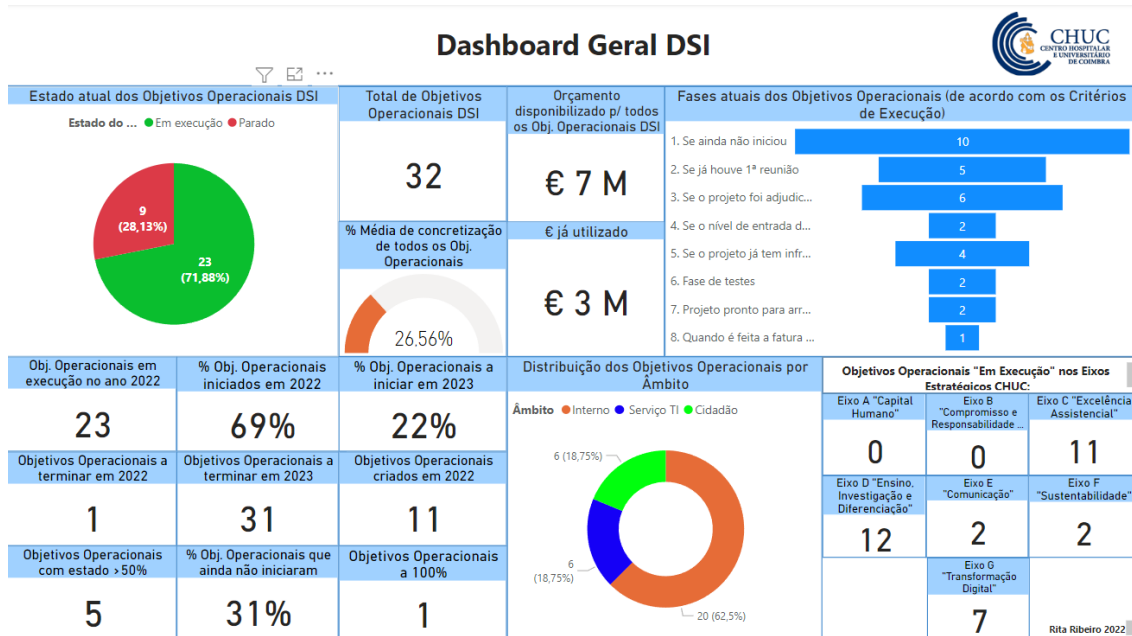 Dashboard Geral DSI
CHUC
CENTRO HOSPITALAR
E UNIVERSITÁRIO
DE COIMBRA
Estado atual dos Objetivos Operacionais DSI
Estado do ... Em execução Parado
9
(28,13%)
23
(71,88%)
Total de Objetivos
Operacionais DSI
32
% Média de concretização
de todos os Obj.
Operacionais
26,56%
Orçamento
disponibilizado p/ todos
os Obj. Operacionais DSI
€ 7 M
€ já utilizado
€ 3 M
Fases atuais dos Objetivos Operacionais (de acordo com os Critérios
de Execução)
1. Se ainda não iniciou 10
2. Se já houve 1ª reunião 5
3. Se o projeto foi adjudic... 6
4. Se o nível de entrada d... 2
5. Se o projeto já tem infr... 4
6. Fase de testes 2
7. Projeto pronto para arr... 2
8. Quando é feita a fatura ... 1
Obj. Operacionais em
execução no ano 2022
23
% Obj. Operacionais
iniciados em 2022
69%
% Obj. Operacionais a
iniciar em 2023
22%
Objetivos Operacionais a
terminar em 2022
1
Objetivos Operacionais a
terminar em 2023
31
Objetivos Operacionais
criados em 2022
11
Objetivos Operacionais
com estado >50%
5
% Obj. Operacionais que
ainda não iniciaram
31%
Objetivos Operacionais
a 100%
1
Distribuição dos Objetivos Operacionais por
Âmbito
Âmbito Interno Serviço TI Cidadão
6 (18,75%)
6
(18,75%)
20 (62,5%)
Objetivos Operacionais "Em Execução" nos Eixos
Estratégicos CHUC:
Eixo A "Capital
Humano"
0
Eixo B
"Compromisso e
Responsabilidade ...
0
Eixo C "Excelência
Assistencial"
11
Eixo D "Ensino,
Investigação e
Diferenciação"
12
Eixo E
"Comunicação"
2
Eixo F
"Sustentabilidade"
2
Eixo G
"Transformação
Digital"
7
Rita Ribeiro 2022